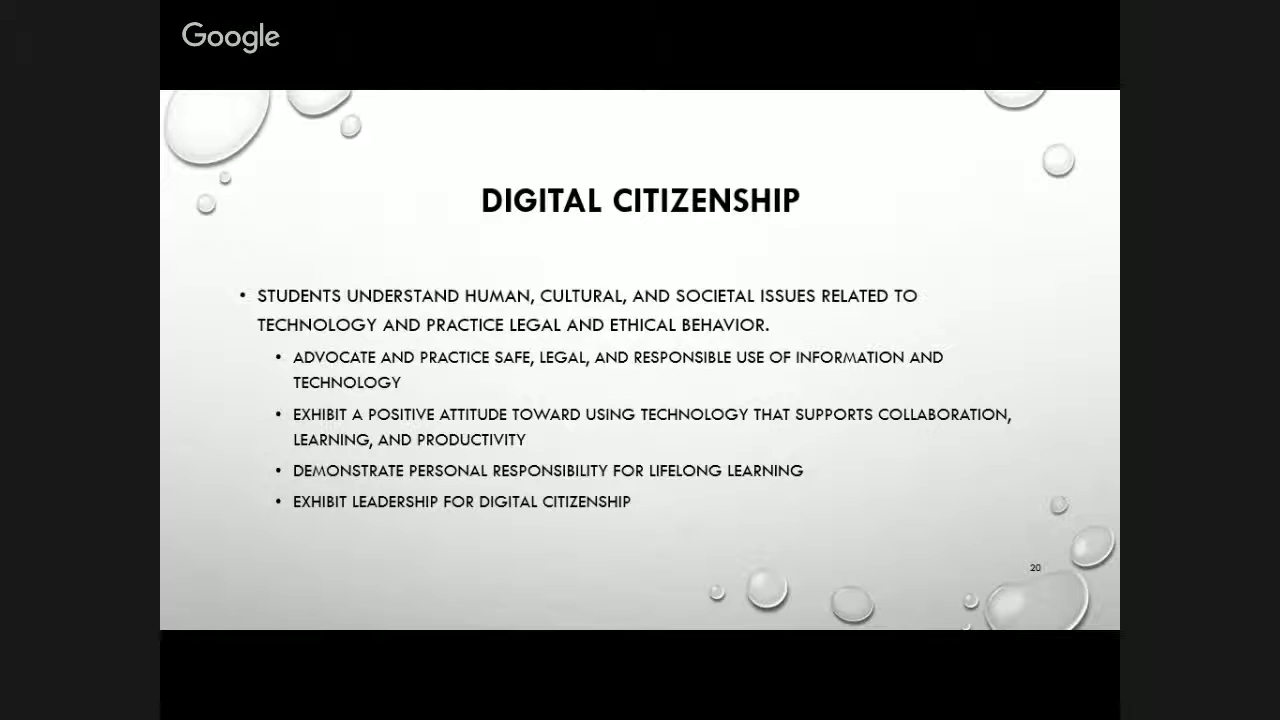 Google
DIGITAL CITIZENSHIP
• STUDENTS UNDERSTAND HUMAN, CULTURAL, AND SOCIETAL ISSUES RELATED TO
TECHNOLOGY AND PRACTICE LEGAL AND ETHICAL BEHAVIOR.
• ADVOCATE AND PRACTICE SAFE, LEGAL, AND RESPONSIBLE USE OF INFORMATION AND
TECHNOLOGY
• EXHIBIT A POSITIVE ATTITUDE TOWARD USING TECHNOLOGY THAT SUPPORTS COLLABORATION,
LEARNING, AND PRODUCTIVITY
• DEMONSTRATE PERSONAL RESPONSIBILITY FOR LIFELONG LEARNING
• EXHIBIT LEADERSHIP FOR DIGITAL CITIZENSHIP
20